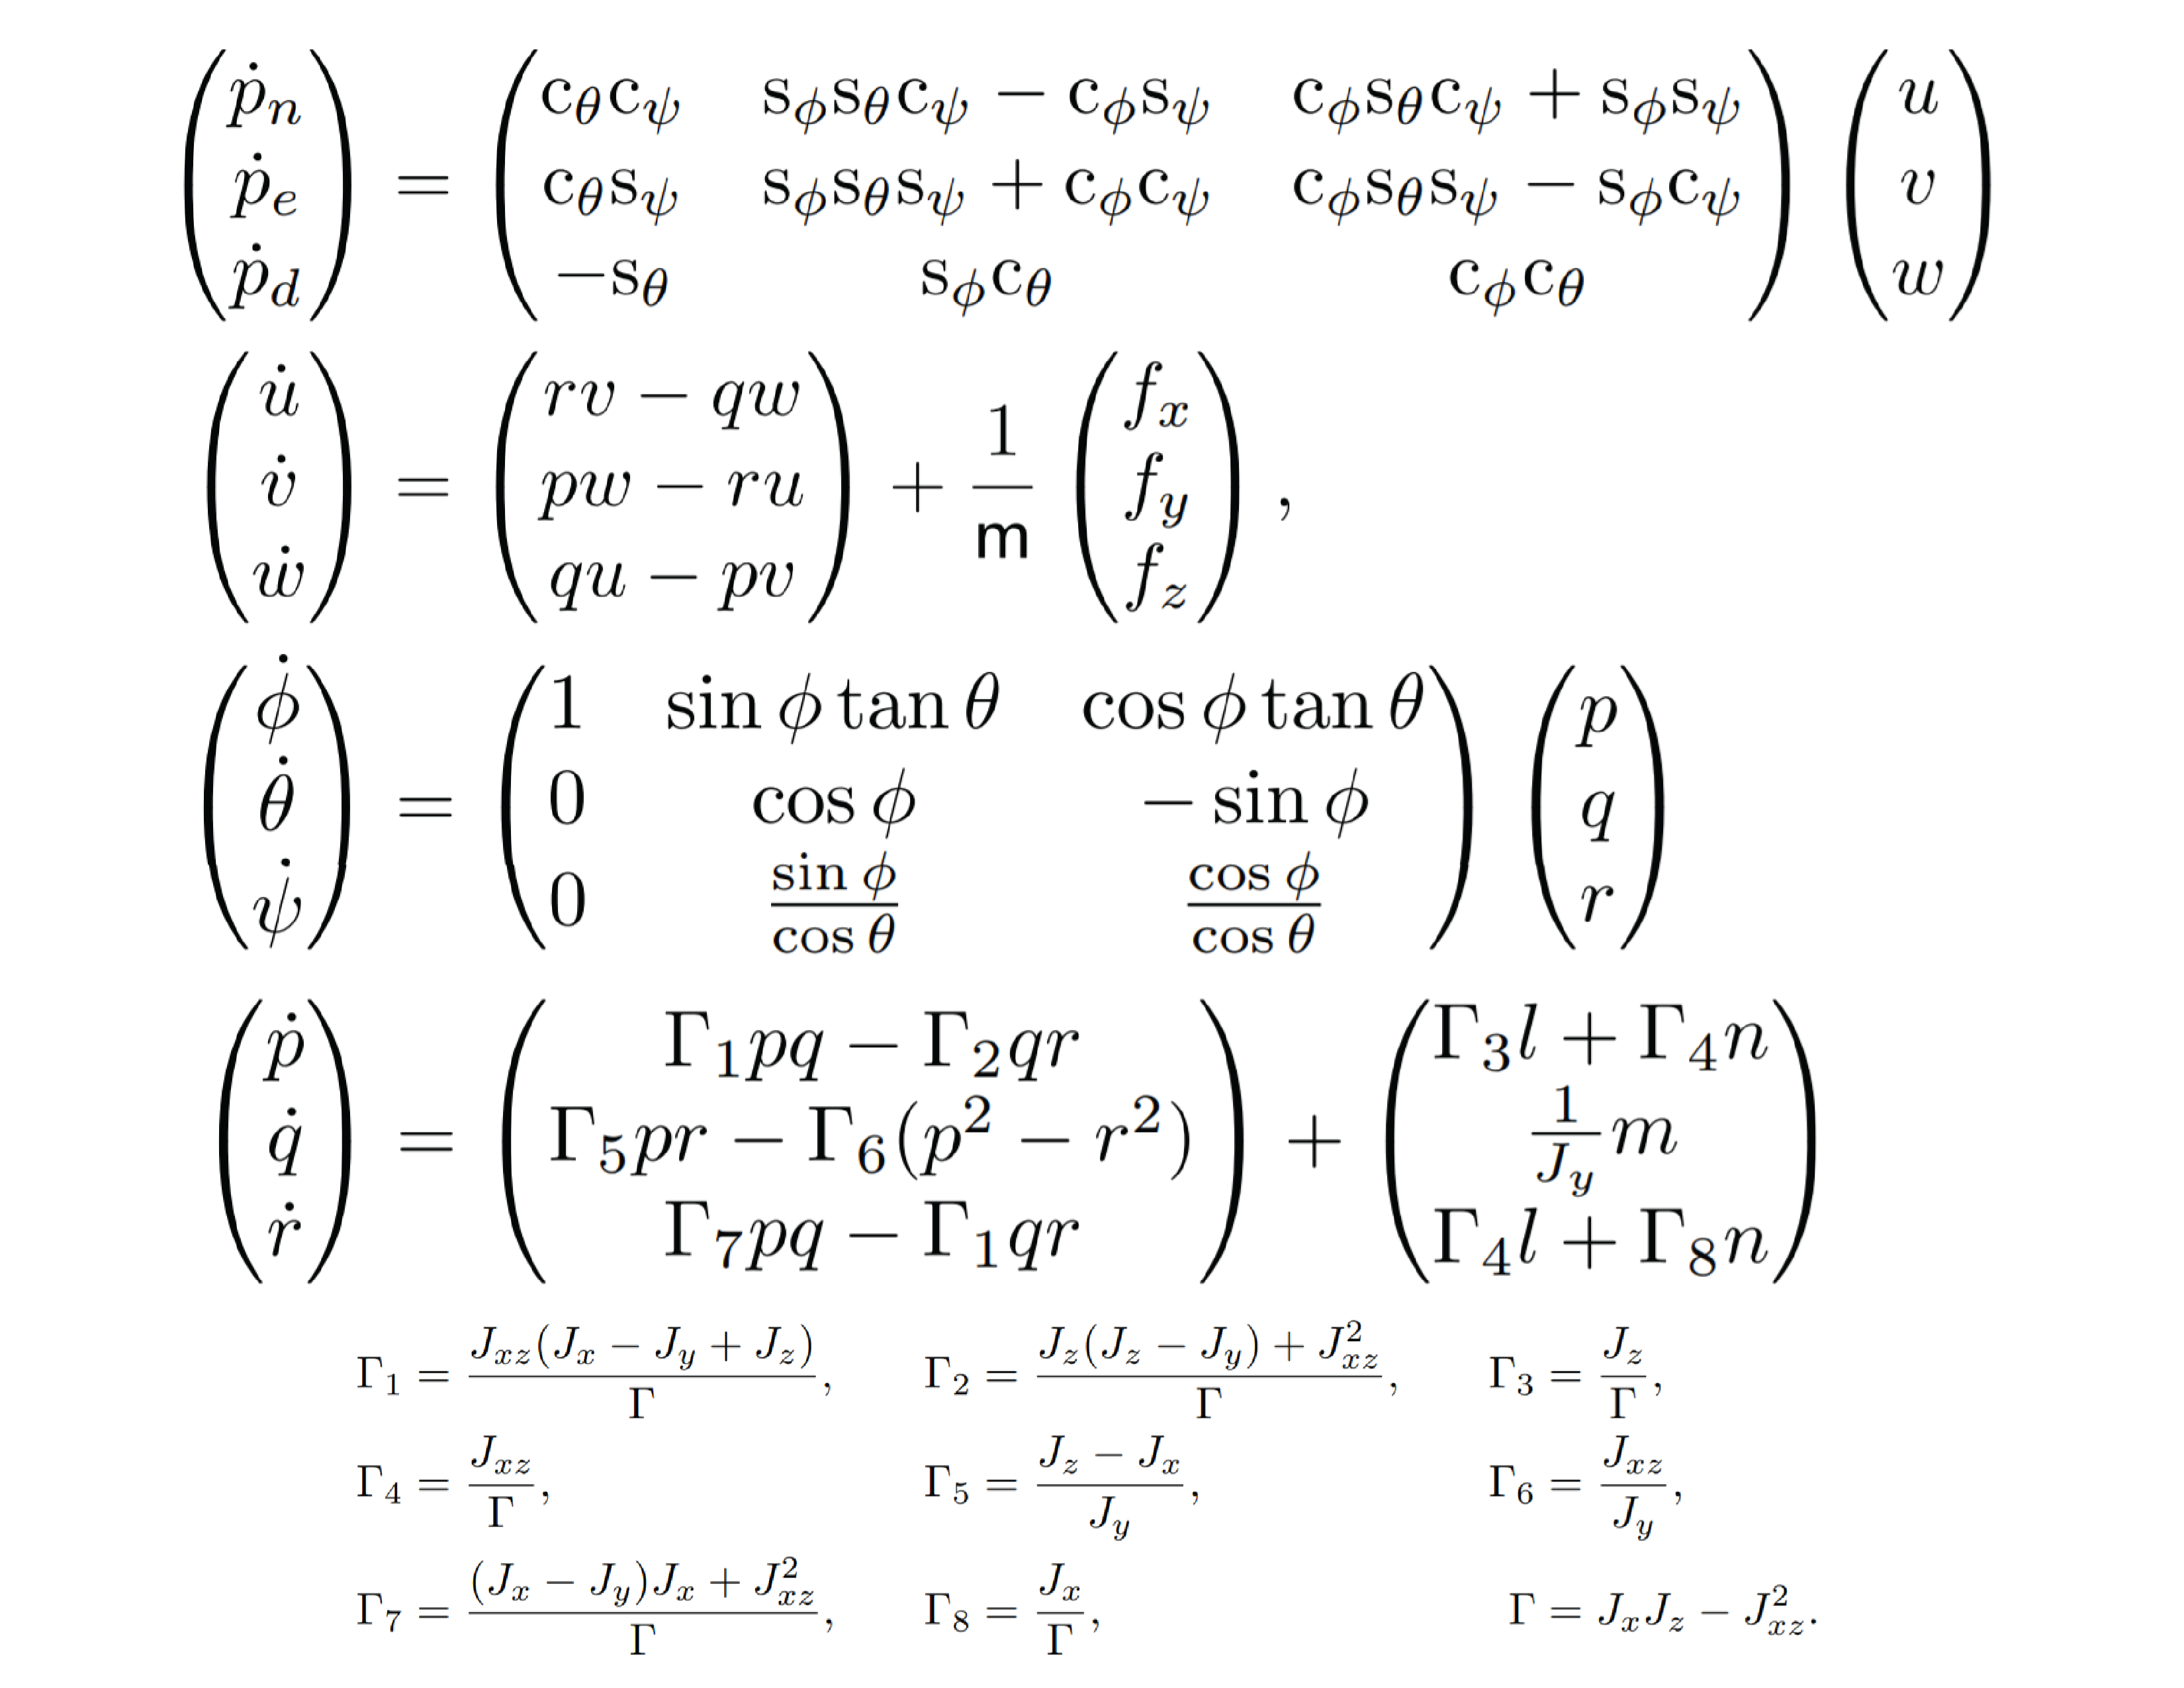 \begin{pmatrix} \dot{p}_n \\ \dot{p}_e \\ \dot{p}_d \end{pmatrix} = \begin{pmatrix} c_\theta c_\psi & s_\phi s_\theta c_\psi - c_\phi s_\psi & c_\phi s_\theta c_\psi + s_\phi s_\psi \\ c_\theta s_\psi & s_\phi s_\theta s_\psi + c_\phi c_\psi & c_\phi s_\theta s_\psi - s_\phi c_\psi \\ -s_\theta & s_\phi c_\theta & c_\phi c_\theta \end{pmatrix} \begin{pmatrix} u \\ v \\ w \end{pmatrix}
\begin{pmatrix} \dot{u} \\ \dot{v} \\ \dot{w} \end{pmatrix} = \begin{pmatrix} rv - qw \\ pw - ru \\ qu - pv \end{pmatrix} + \frac{1}{\mathsf{m}} \begin{pmatrix} f_x \\ f_y \\ f_z \end{pmatrix},
\begin{pmatrix} \dot{\phi} \\ \dot{\theta} \\ \dot{\psi} \end{pmatrix} = \begin{pmatrix} 1 & \sin\phi \tan\theta & \cos\phi \tan\theta \\ 0 & \cos\phi & -\sin\phi \\ 0 & \frac{\sin\phi}{\cos\theta} & \frac{\cos\phi}{\cos\theta} \end{pmatrix} \begin{pmatrix} p \\ q \\ r \end{pmatrix}
\begin{pmatrix} \dot{p} \\ \dot{q} \\ \dot{r} \end{pmatrix} = \begin{pmatrix} \Gamma_1 pq - \Gamma_2 qr \\ \Gamma_5 pr - \Gamma_6 (p^2 - r^2) \\ \Gamma_7 pq - \Gamma_1 qr \end{pmatrix} + \begin{pmatrix} \Gamma_3 l + \Gamma_4 n \\ \frac{1}{J_y} m \\ \Gamma_4 l + \Gamma_8 n \end{pmatrix}
\Gamma_1 = \frac{J_{xz}(J_x - J_y + J_z)}{\Gamma}, \Gamma_2 = \frac{J_z(J_z - J_y) + J_{xz}^2}{\Gamma}, \Gamma_3 = \frac{J_z}{\Gamma},
\Gamma_4 = \frac{J_{xz}}{\Gamma}, \Gamma_5 = \frac{J_z - J_x}{J_y}, \Gamma_6 = \frac{J_{xz}}{J_y},
\Gamma_7 = \frac{(J_x - J_y)J_x + J_{xz}^2}{\Gamma}, \Gamma_8 = \frac{J_x}{\Gamma}, \Gamma = J_x J_z - J_{xz}^2.